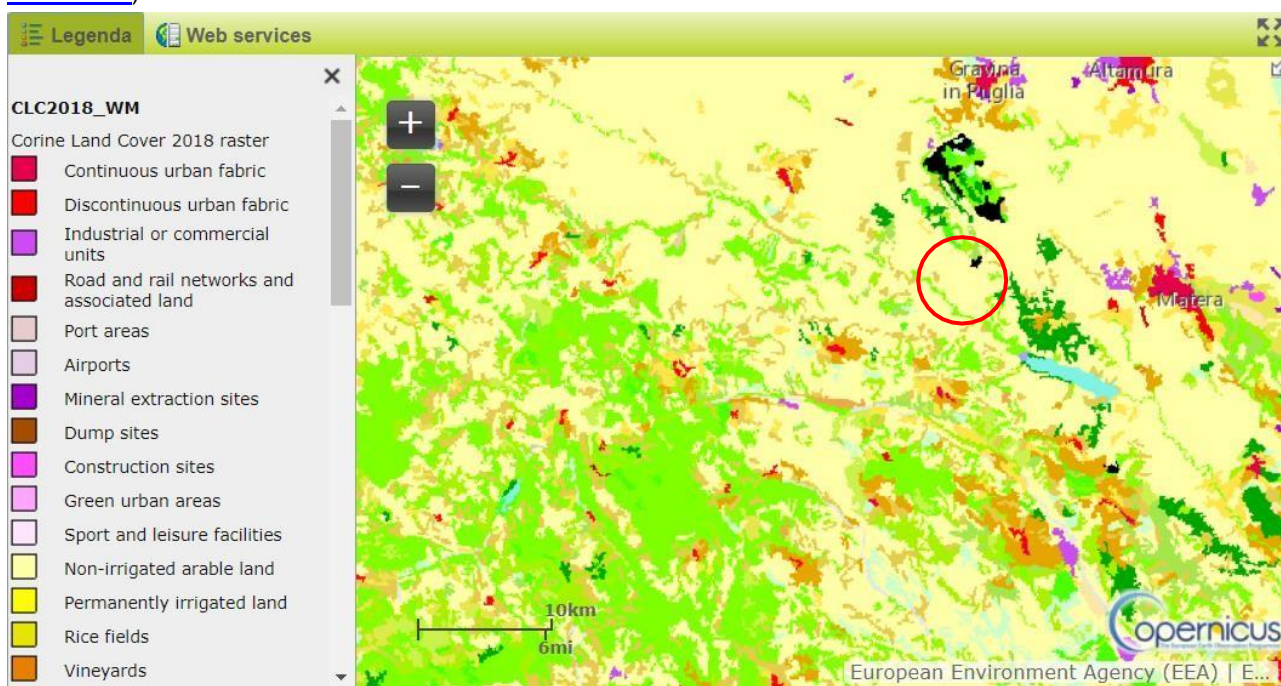 Legenda
Web services
CLC2018_WM
Corine Land Cover 2018 raster
Continuous urban fabric
Discontinuous urban fabric
Industrial or commercial
units
Road and rail networks and
associated land
Port areas
Airports
Mineral extraction sites
Dump sites
Construction sites
Green urban areas
Sport and leisure facilities
Non-irrigated arable land
Permanently irrigated land
Rice fields
Vineyards
+
−
Gravina
in Puglia
Altamura
Matera
10km
6mi
opernicus
European Environment Agency (EEA) | E...